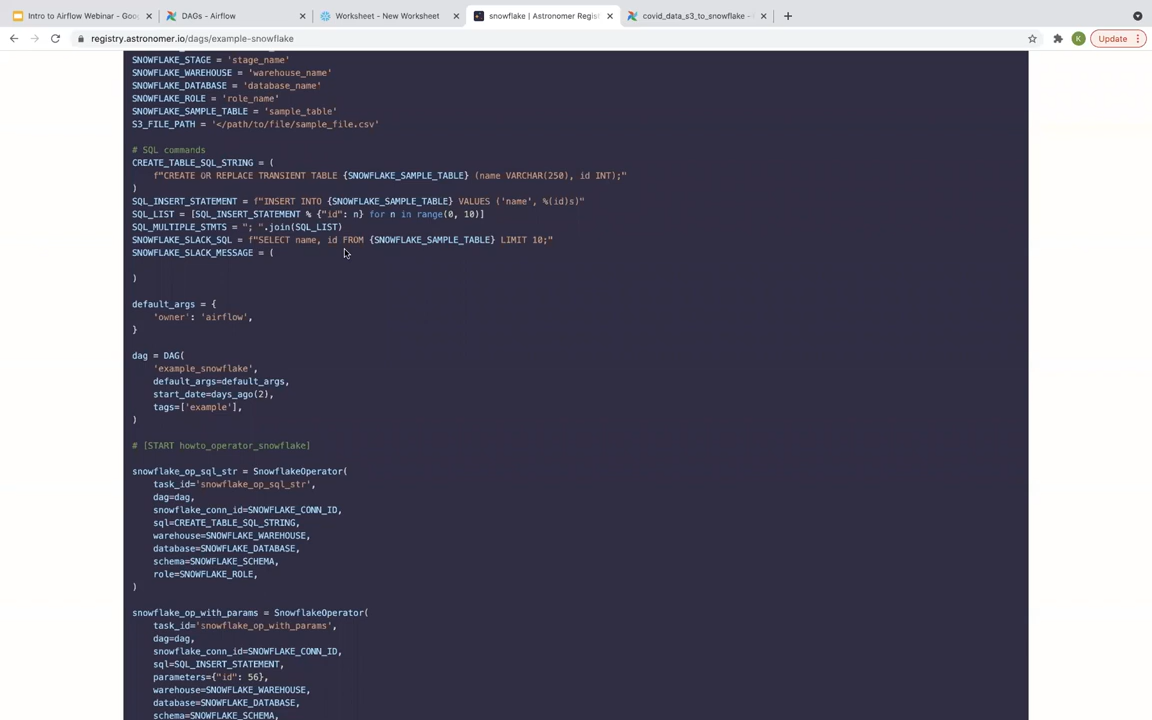 Intro to Airflow Webinar - Goo
DAGs - Airflow
Worksheet - New Worksheet
snowflake | Astronomer Regist
covid_data_s3_to_snowflake -
registry.astronomer.io/dags/example-snowflake
K
Update
SNOWFLAKE_STAGE = 'stage_name'
SNOWFLAKE_WAREHOUSE = 'warehouse_name'
SNOWFLAKE_DATABASE = 'database_name'
SNOWFLAKE_ROLE = 'role_name'
SNOWFLAKE_SAMPLE_TABLE = 'sample_table'
S3_FILE_PATH = '</path/to/file/sample_file.csv'
# SQL commands
CREATE_TABLE_SQL_STRING = (
f"CREATE OR REPLACE TRANSIENT TABLE {SNOWFLAKE_SAMPLE_TABLE} (name VARCHAR(250), id INT);"
)
SQL_INSERT_STATEMENT = f"INSERT INTO {SNOWFLAKE_SAMPLE_TABLE} VALUES ('name', %(id)s)"
SQL_LIST = [SQL_INSERT_STATEMENT % {"id": n} for n in range(0, 10)]
SQL_MULTIPLE_STMTS = "; ".join(SQL_LIST)
SNOWFLAKE_SLACK_SQL = f"SELECT name, id FROM {SNOWFLAKE_SAMPLE_TABLE} LIMIT 10;"
SNOWFLAKE_SLACK_MESSAGE = (
)
default_args = {
'owner': 'airflow',
}
dag = DAG(
'example_snowflake',
default_args=default_args,
start_date=days_ago(2),
tags=['example'],
)
# [START howto_operator_snowflake]
snowflake_op_sql_str = SnowflakeOperator(
task_id='snowflake_op_sql_str',
dag=dag,
snowflake_conn_id=SNOWFLAKE_CONN_ID,
sql=CREATE_TABLE_SQL_STRING,
warehouse=SNOWFLAKE_WAREHOUSE,
database=SNOWFLAKE_DATABASE,
schema=SNOWFLAKE_SCHEMA,
role=SNOWFLAKE_ROLE,
)
snowflake_op_with_params = SnowflakeOperator(
task_id='snowflake_op_with_params',
dag=dag,
snowflake_conn_id=SNOWFLAKE_CONN_ID,
sql=SQL_INSERT_STATEMENT,
parameters={"id": 56},
warehouse=SNOWFLAKE_WAREHOUSE,
database=SNOWFLAKE_DATABASE,
schema=SNOWFLAKE_SCHEMA,